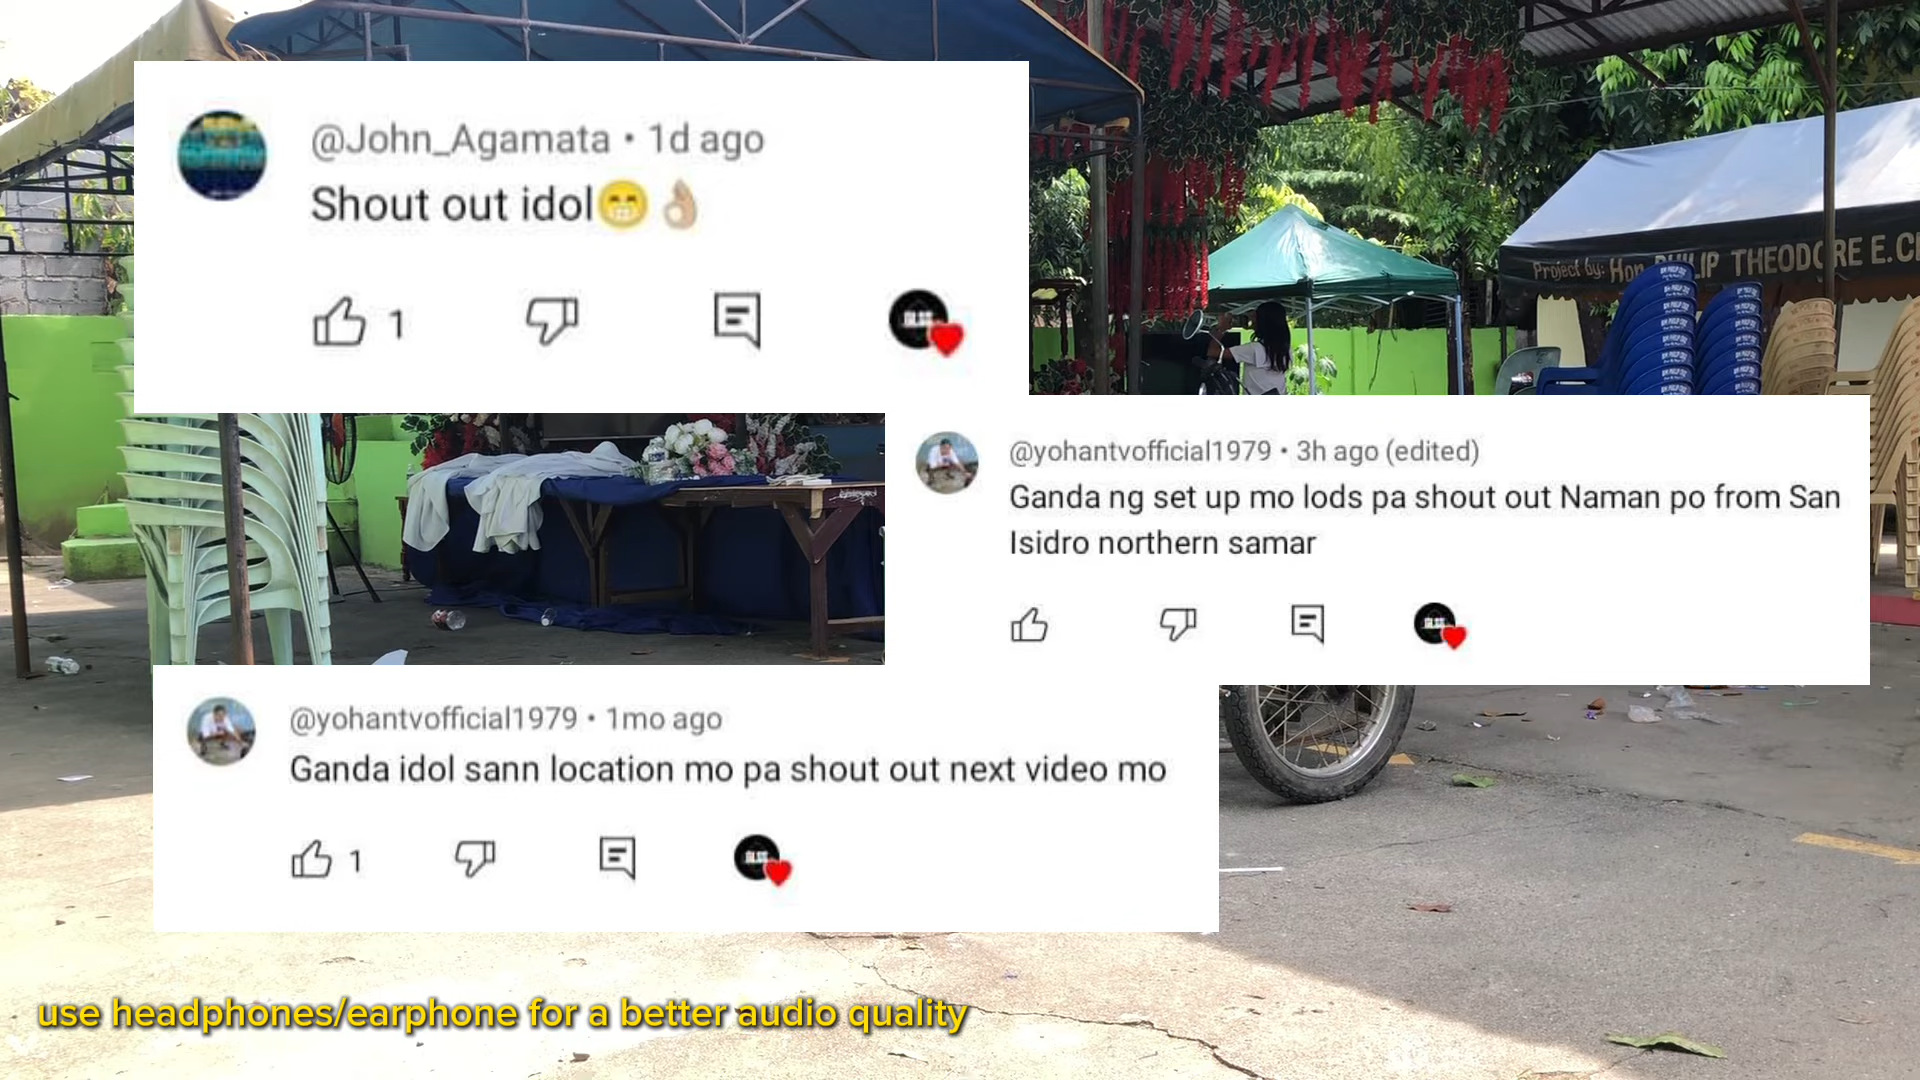 @John_Agamata • 1d ago
Shout out idol😁👌🏼
1
Project by: Hon. PHILIP THEODORE E.
@yohantvofficial1979 • 3h ago (edited)
Ganda ng set up mo lods pa shout out Naman po from San
Isidro northern samar
@yohantvofficial1979 • 1mo ago
Ganda idol sann location mo pa shout out next video mo
1
use headphones/earphone for a better audio quality